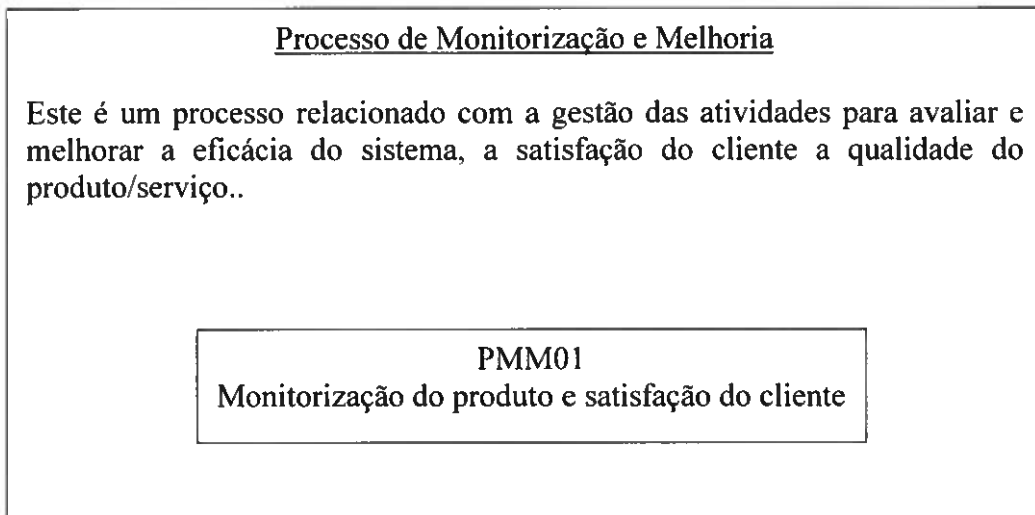 Processo de Monitorização e Melhoria
Este é um processo relacionado com a gestão das atividades para avaliar e
melhorar a eficácia do sistema, a satisfação do cliente a qualidade do
produto/serviço..
PMM01
Monitorização do produto e satisfação do cliente